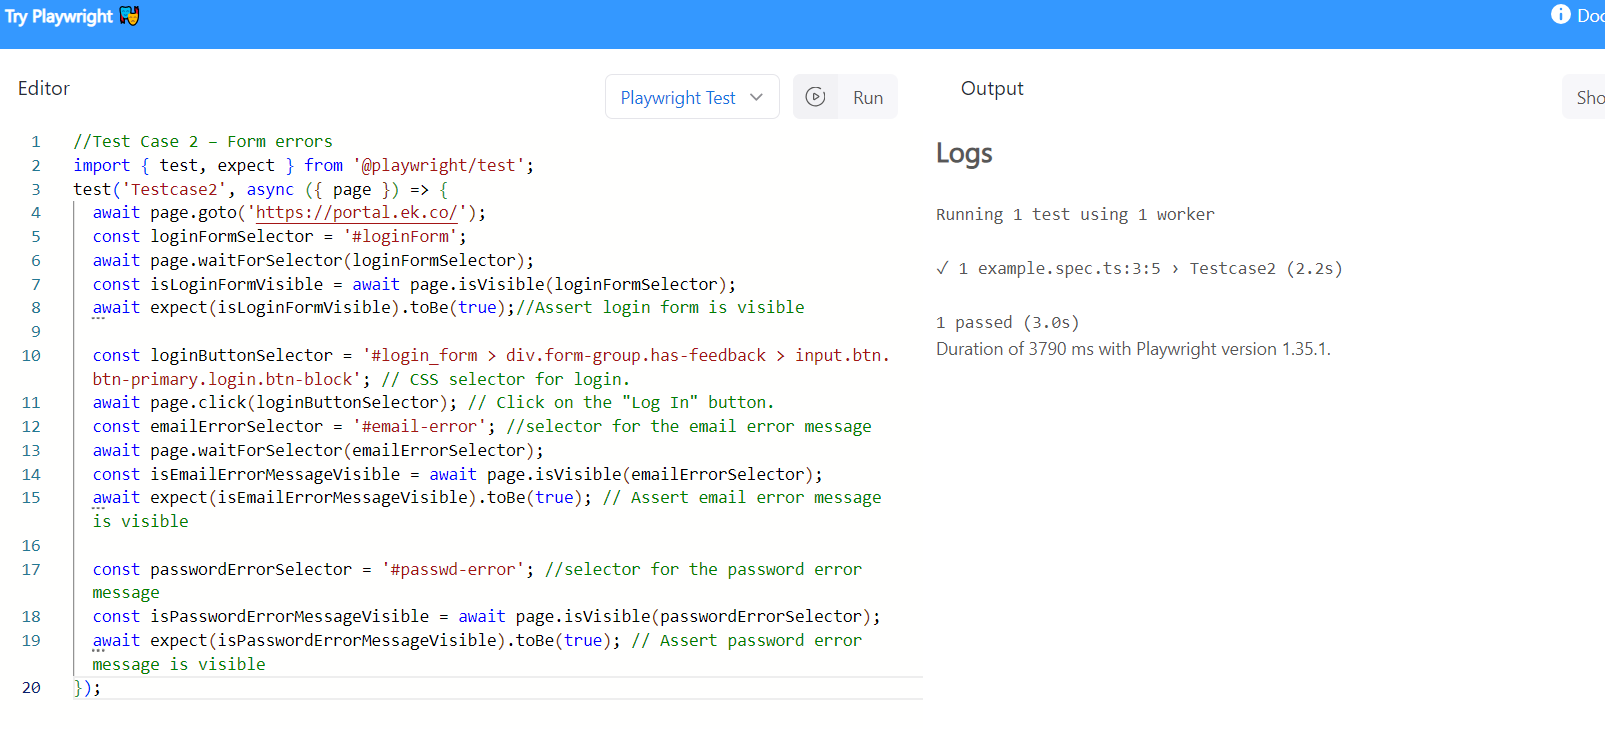 Try Playwright
Doc
Editor
Playwright Test
Run
Output
Sho
1 //Test Case 2 – Form errors
2 import { test, expect } from '@playwright/test';
3 test('Testcase2', async ({ page }) => {
4 await page.goto('https://portal.ek.co/');
5 const loginFormSelector = '#loginForm';
6 await page.waitForSelector(loginFormSelector);
7 const isLoginFormVisible = await page.isVisible(loginFormSelector);
8 await expect(isLoginFormVisible).toBe(true);//Assert login form is visible
9
10 const loginButtonSelector = '#login_form > div.form-group.has-feedback > input.btn.
btn-primary.login.btn-block'; // CSS selector for login.
11 await page.click(loginButtonSelector); // Click on the "Log In" button.
12 const emailErrorSelector = '#email-error'; //selector for the email error message
13 await page.waitForSelector(emailErrorSelector);
14 const isEmailErrorMessageVisible = await page.isVisible(emailErrorSelector);
15 await expect(isEmailErrorMessageVisible).toBe(true); // Assert email error message
is visible
16
17 const passwordErrorSelector = '#passwd-error'; //selector for the password error
message
18 const isPasswordErrorMessageVisible = await page.isVisible(passwordErrorSelector);
19 await expect(isPasswordErrorMessageVisible).toBe(true); // Assert password error
message is visible
20 });
Logs
Running 1 test using 1 worker
✓ 1 example.spec.ts:3:5 › Testcase2 (2.2s)
1 passed (3.0s)
Duration of 3790 ms with Playwright version 1.35.1.